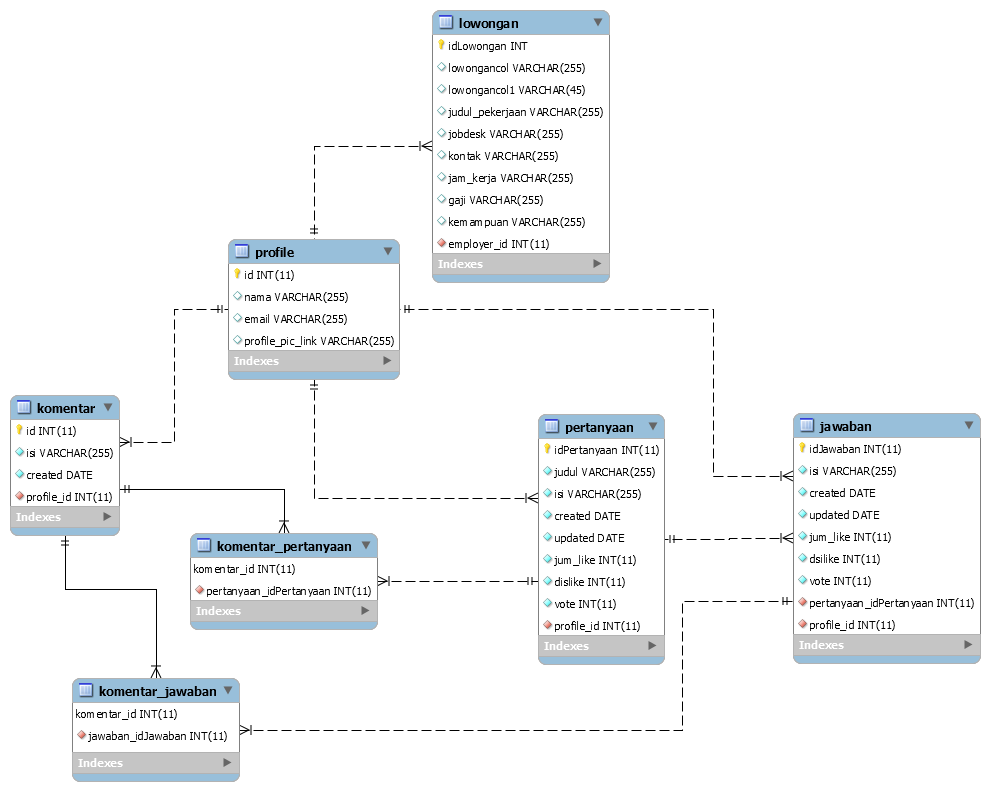 lowongan
idLowongan INT
lowongancol VARCHAR(255)
lowongancol1 VARCHAR(45)
judul_pekerjaan VARCHAR(255)
jobdesk VARCHAR(255)
kontak VARCHAR(255)
jam_kerja VARCHAR(255)
gaji VARCHAR(255)
kemampuan VARCHAR(255)
employer_id INT(11)
Indexes
profile
id INT(11)
nama VARCHAR(255)
email VARCHAR(255)
profile_pic_link VARCHAR(255)
Indexes
komentar
id INT(11)
isi VARCHAR(255)
created DATE
profile_id INT(11)
Indexes
pertanyaan
idPertanyaan INT(11)
judul VARCHAR(255)
isi VARCHAR(255)
created DATE
updated DATE
jum_like INT(11)
dislike INT(11)
vote INT(11)
profile_id INT(11)
Indexes
jawaban
idJawaban INT(11)
isi VARCHAR(255)
created DATE
updated DATE
jum_like INT(11)
dsilike INT(11)
vote INT(11)
pertanyaan_idPertanyaan INT(11)
profile_id INT(11)
Indexes
komentar_pertanyaan
komentar_id INT(11)
pertanyaan_idPertanyaan INT(11)
Indexes
komentar_jawaban
komentar_id INT(11)
jawaban_idJawaban INT(11)
Indexes